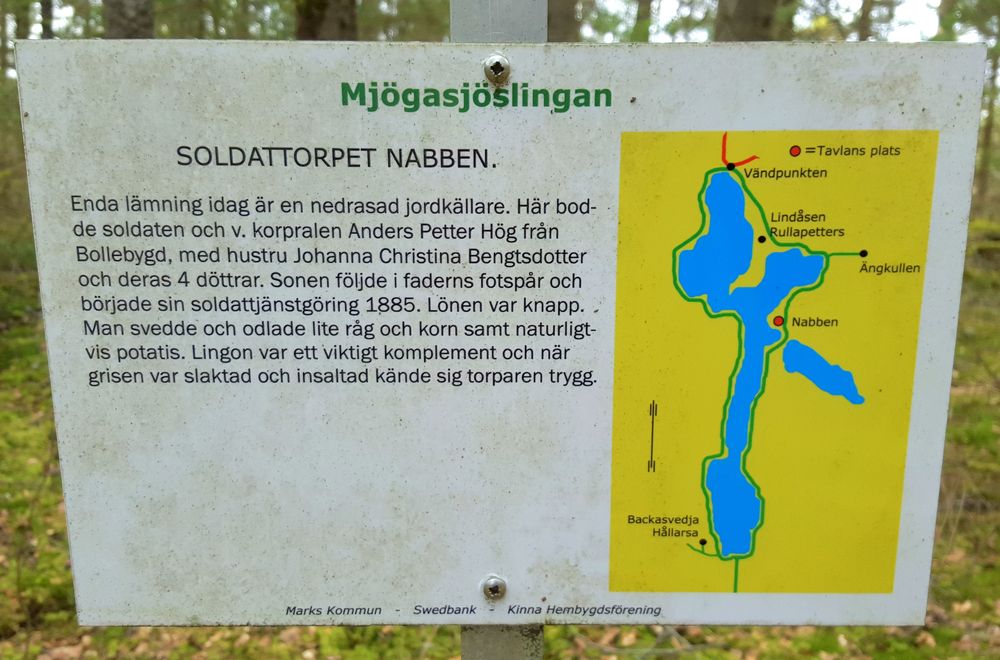 Mjögasjöslingan
SOLDATTORPET NABBEN.
Enda lämning idag är en nedrasad jordkällare. Här bod-
de soldaten och v. korpralen Anders Petter Hög från
Bollebygd, med hustru Johanna Christina Bengtsdotter
och deras 4 döttrar. Sonen följde i faderns fotspår och
började sin soldattjänstgöring 1885. Lönen var knapp.
Man svedde och odlade lite råg och korn samt naturligt-
vis potatis. Lingon var ett viktigt komplement och när
grisen var slaktad och insaltad kände sig torparen trygg.
=Tavlans plats
Vändpunkten
Lindåsen
Rullapetters
Ängkullen
Nabben
Backasvedja
Hållarsa
Marks Kommun - Swedbank - Kinna Hembygdsförening